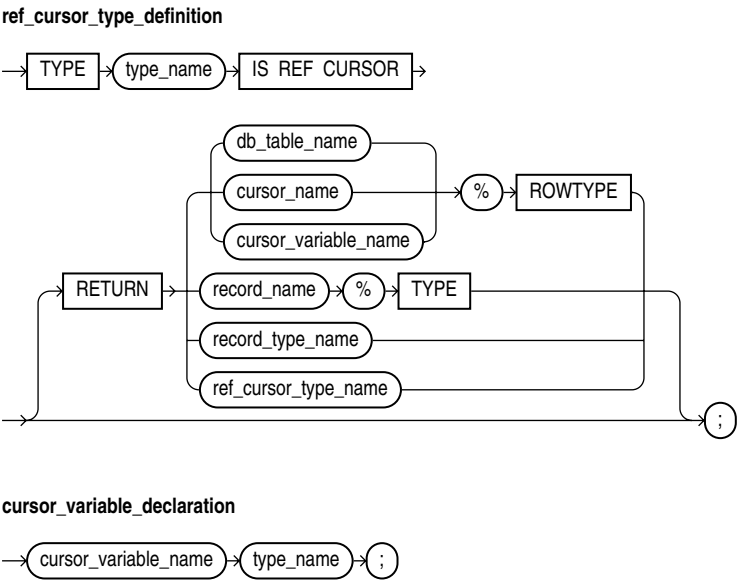 ref_cursor_type_definition
TYPE type_name IS REF CURSOR
db_table_name
cursor_name % ROWTYPE
cursor_variable_name
RETURN record_name % TYPE
record_type_name
ref_cursor_type_name
;
cursor_variable_declaration
cursor_variable_name type_name ;